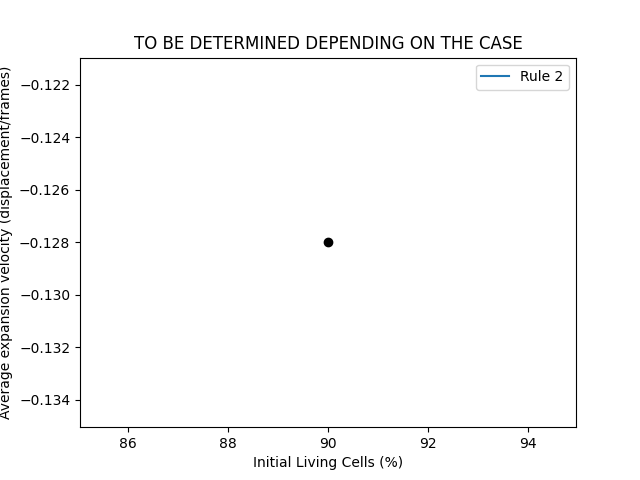 TO BE DETERMINED DEPENDING ON THE CASE
Rule 2
Average expansion velocity (displacement/frames)
−0.122
−0.124
−0.126
−0.128
−0.130
−0.132
−0.134
86 88 90 92 94
Initial Living Cells (%)